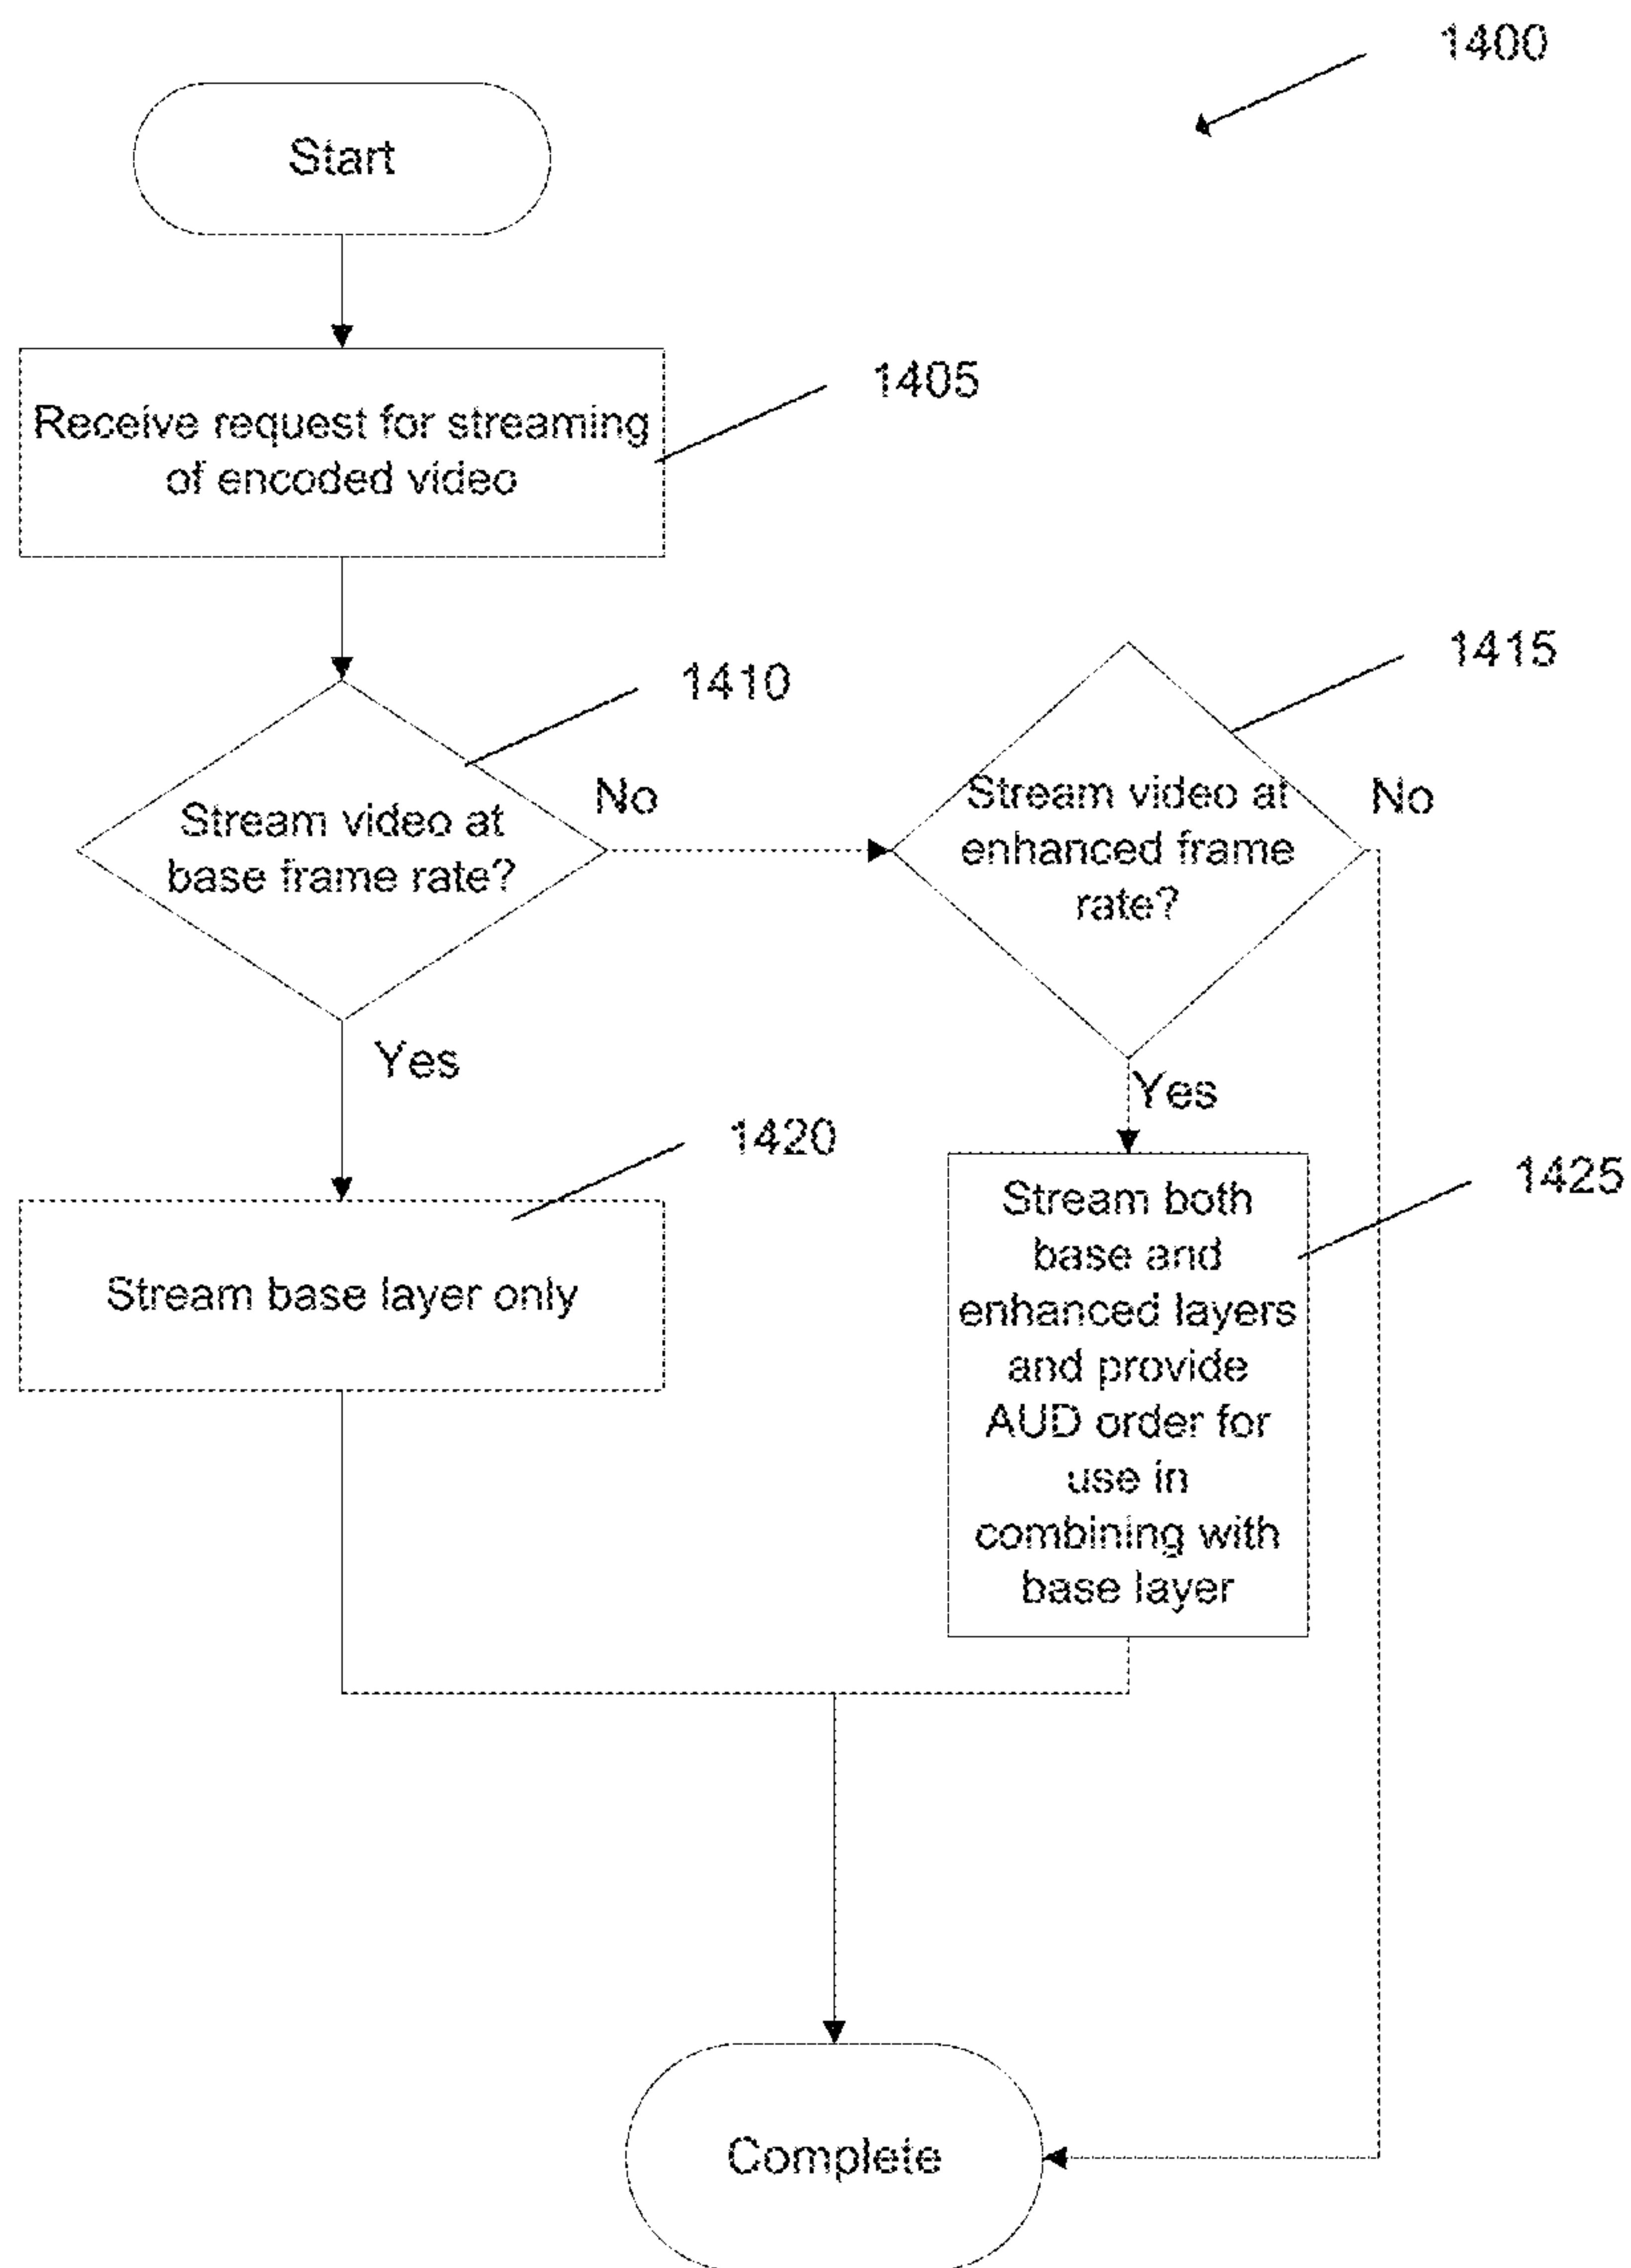 1400
Start
1405
Receive request for streaming
of encoded video
1410
Stream video at
base frame rate?
No
Yes
1415
Stream video at
enhanced frame
rate?
No
Yes
1420
Stream base layer only
1425
Stream both
base and
enhanced layers
and provide
AUD order for
use in
combining with
base layer
Complete